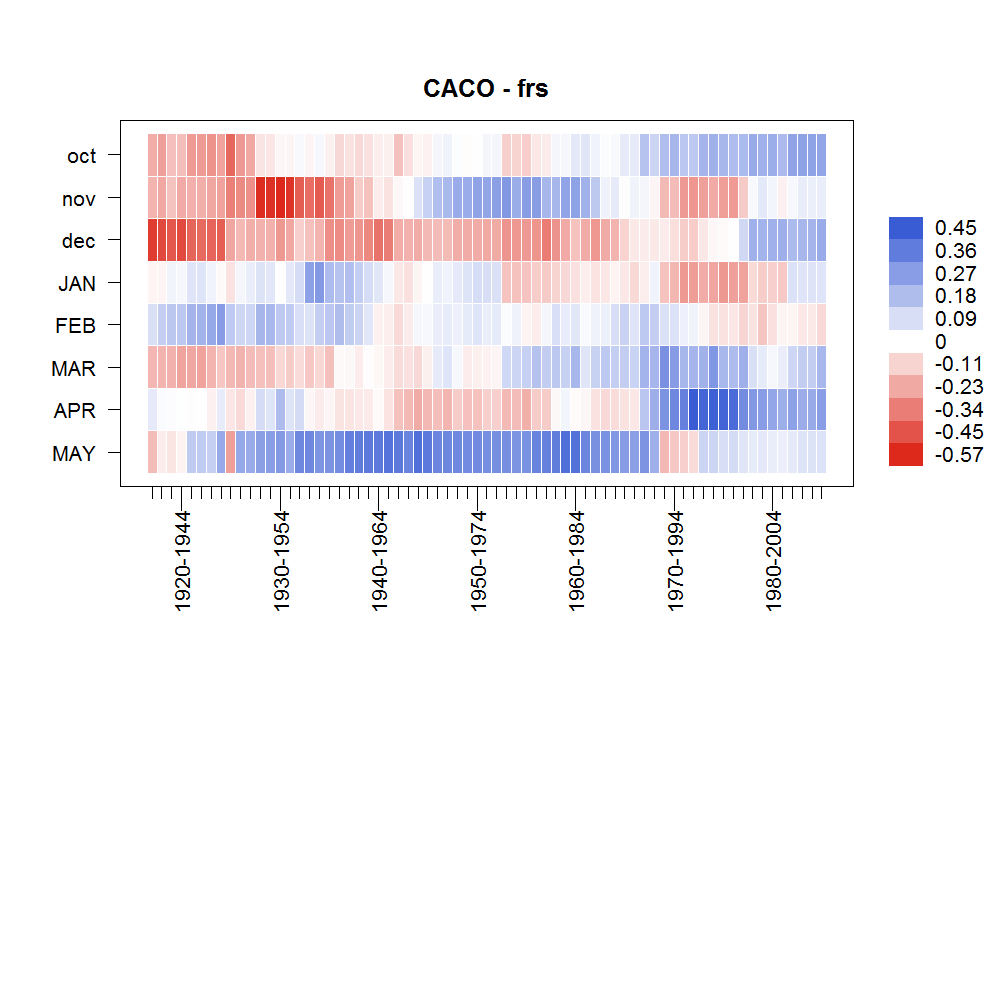 CACO - frs
oct
nov
dec
JAN
FEB
MAR
APR
MAY
0.45
0.36
0.27
0.18
0.09
0
-0.11
-0.23
-0.34
-0.45
-0.57
1920-1944
1930-1954
1940-1964
1950-1974
1960-1984
1970-1994
1980-2004